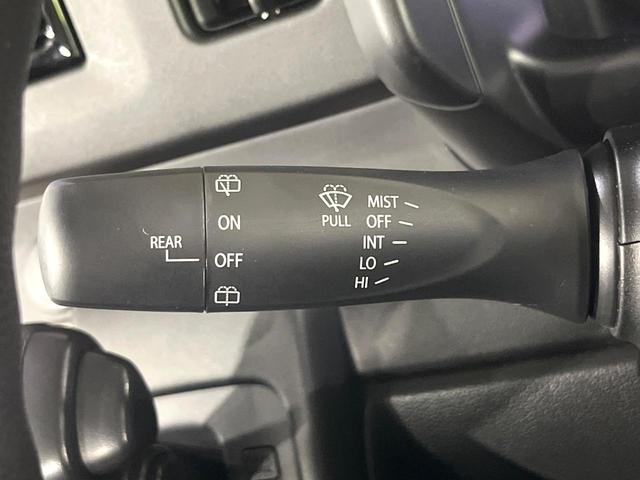 REAR
ON
OFF
PULL
MIST
OFF
INT
LO
HI